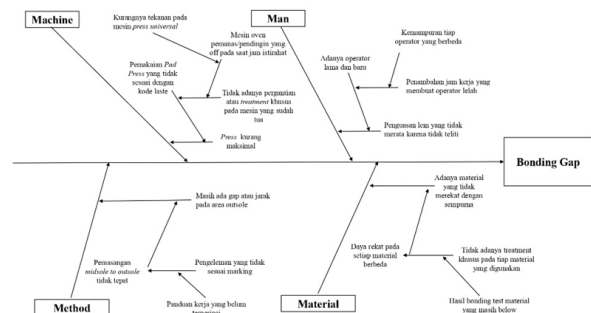 Machine
Kurangnya tekanan pada
mesin press universal
Mesin oven
pemanas/pendingin yang
off pada saat jam istirahat
Pemakaian Pad
Press yang tidak
sesuai dengan
kode laste
Tidak adanya pergantian
atau treatment khusus
pada mesin yang sudah
tua
Press kurang
maksimal
Man
Kemampuran tiap
operator yang berbeda
Adanya operator
lama dan baru
Penambahan jam kerja yang
membuat operator lelah
Pengusasan lem yang tidak
merata karena tidak teliti
Bonding Gap
Masih ada gap atau jarak
pada area outsole
Pemasangan
midsole to outsole
tidak tepat
Pengeleman yang tidak
sesuai marking
Panduan kerja yang belum
Method
Adanya material
yang tidak
merekat dengan
sempurna
Daya rekat pada
setiap material
berbeda
Tidak adanya treatment
khusus pada tiap material
yang digunakan
Hasil bonding test material
yang masih below
Material